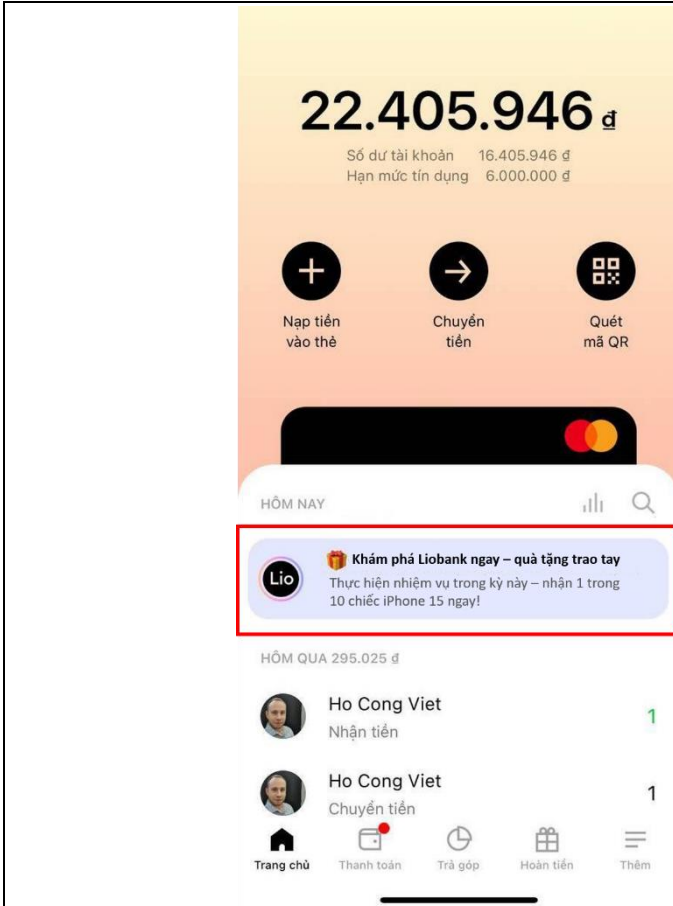 22.405.946 đ
Số dư tài khoản 16.405.946 đ
Hạn mức tín dụng 6.000.000 đ
Nạp tiền
vào thẻ
Chuyển
tiền
Quét
mã QR
HÔM NAY
Lio
🎁 Khám phá Liobank ngay – quà tặng trao tay
Thực hiện nhiệm vụ trong kỳ này – nhận 1 trong
10 chiếc iPhone 15 ngay!
HÔM QUA 295.025 đ
Ho Cong Viet
Nhận tiền
1
Ho Cong Viet
Chuyển tiền
1
Trang chủ
Thanh toán
Trả góp
Hoàn tiền
Thêm